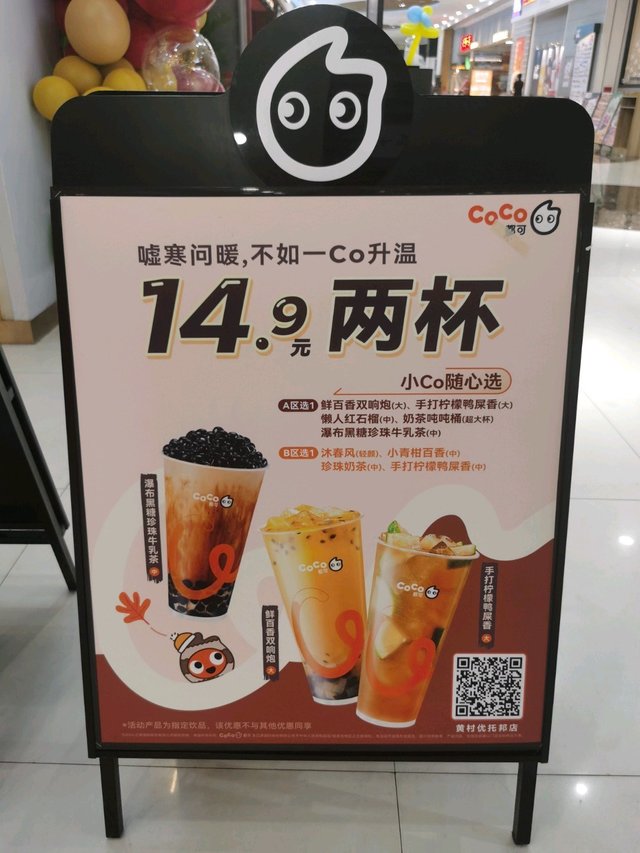 CoCo
都可
嘘寒问暖,不如一Co升温
14.9元 两杯
小Co随心选
A区选1 鲜百香双响炮(大)、手打柠檬鸭屎香(大)
懒人红石榴(中)、奶茶吨吨桶(超大杯)
瀑布黑糖珍珠牛乳茶(中)
B区选1 沐春风(轻颜)、小青柑百香(中)
珍珠奶茶(中)、手打柠檬鸭屎香(中)
瀑布黑糖珍珠牛乳茶 中
CoCo
鲜百香双响炮 大
CoCo
手打柠檬鸭屎香 大
CoCo
黄村优托邦店
*活动产品为指定饮品，该优惠不与其他优惠同享